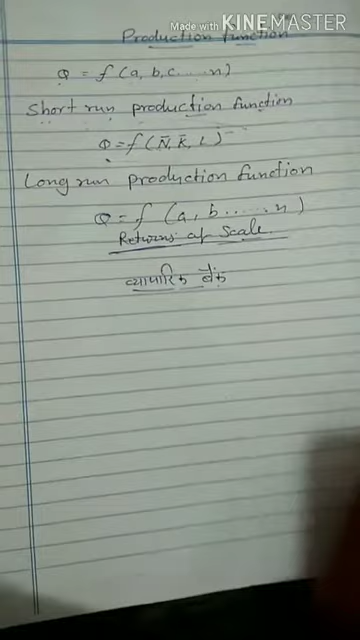 Made with KINEMASTER
Production function
Q = f (a, b, c.....n)
Short run production function
Q = f (N̄, K̄, L)
Long run production function
Q = f (a, b ...... n)
Returns of Scale
व्यापारिक बैंक